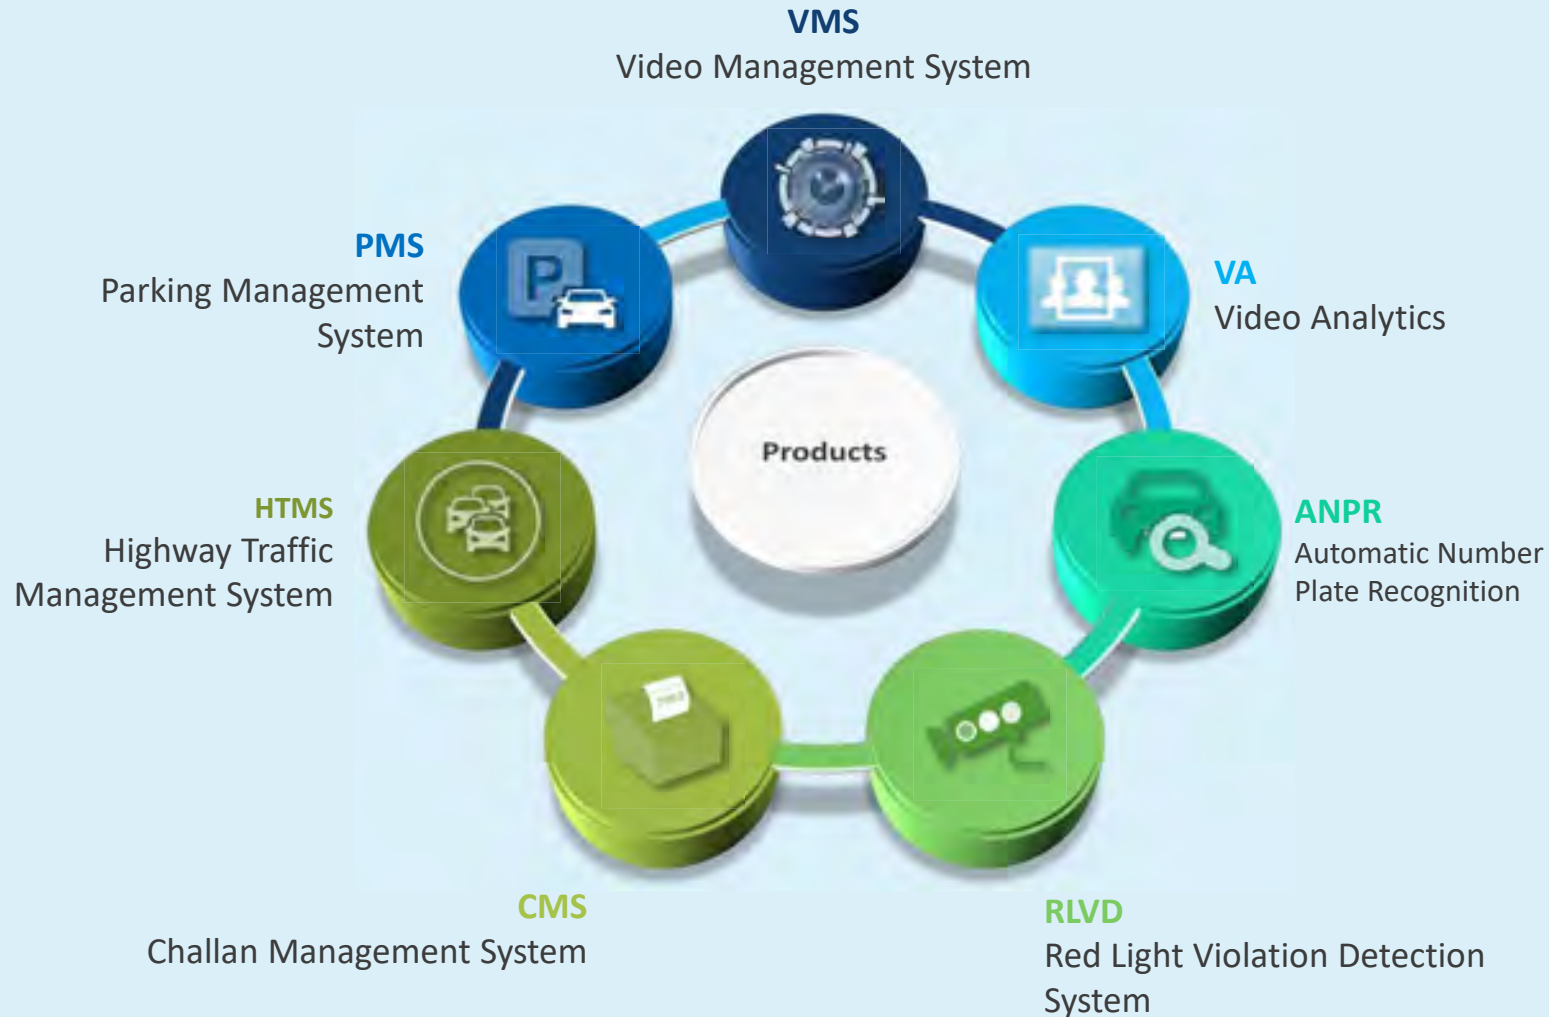 VMS
Video Management System
PMS
Parking Management
System
VA
Video Analytics
Products
HTMS
Highway Traffic
Management System
ANPR
Automatic Number
Plate Recognition
CMS
Challan Management System
RLVD
Red Light Violation Detection
System
P